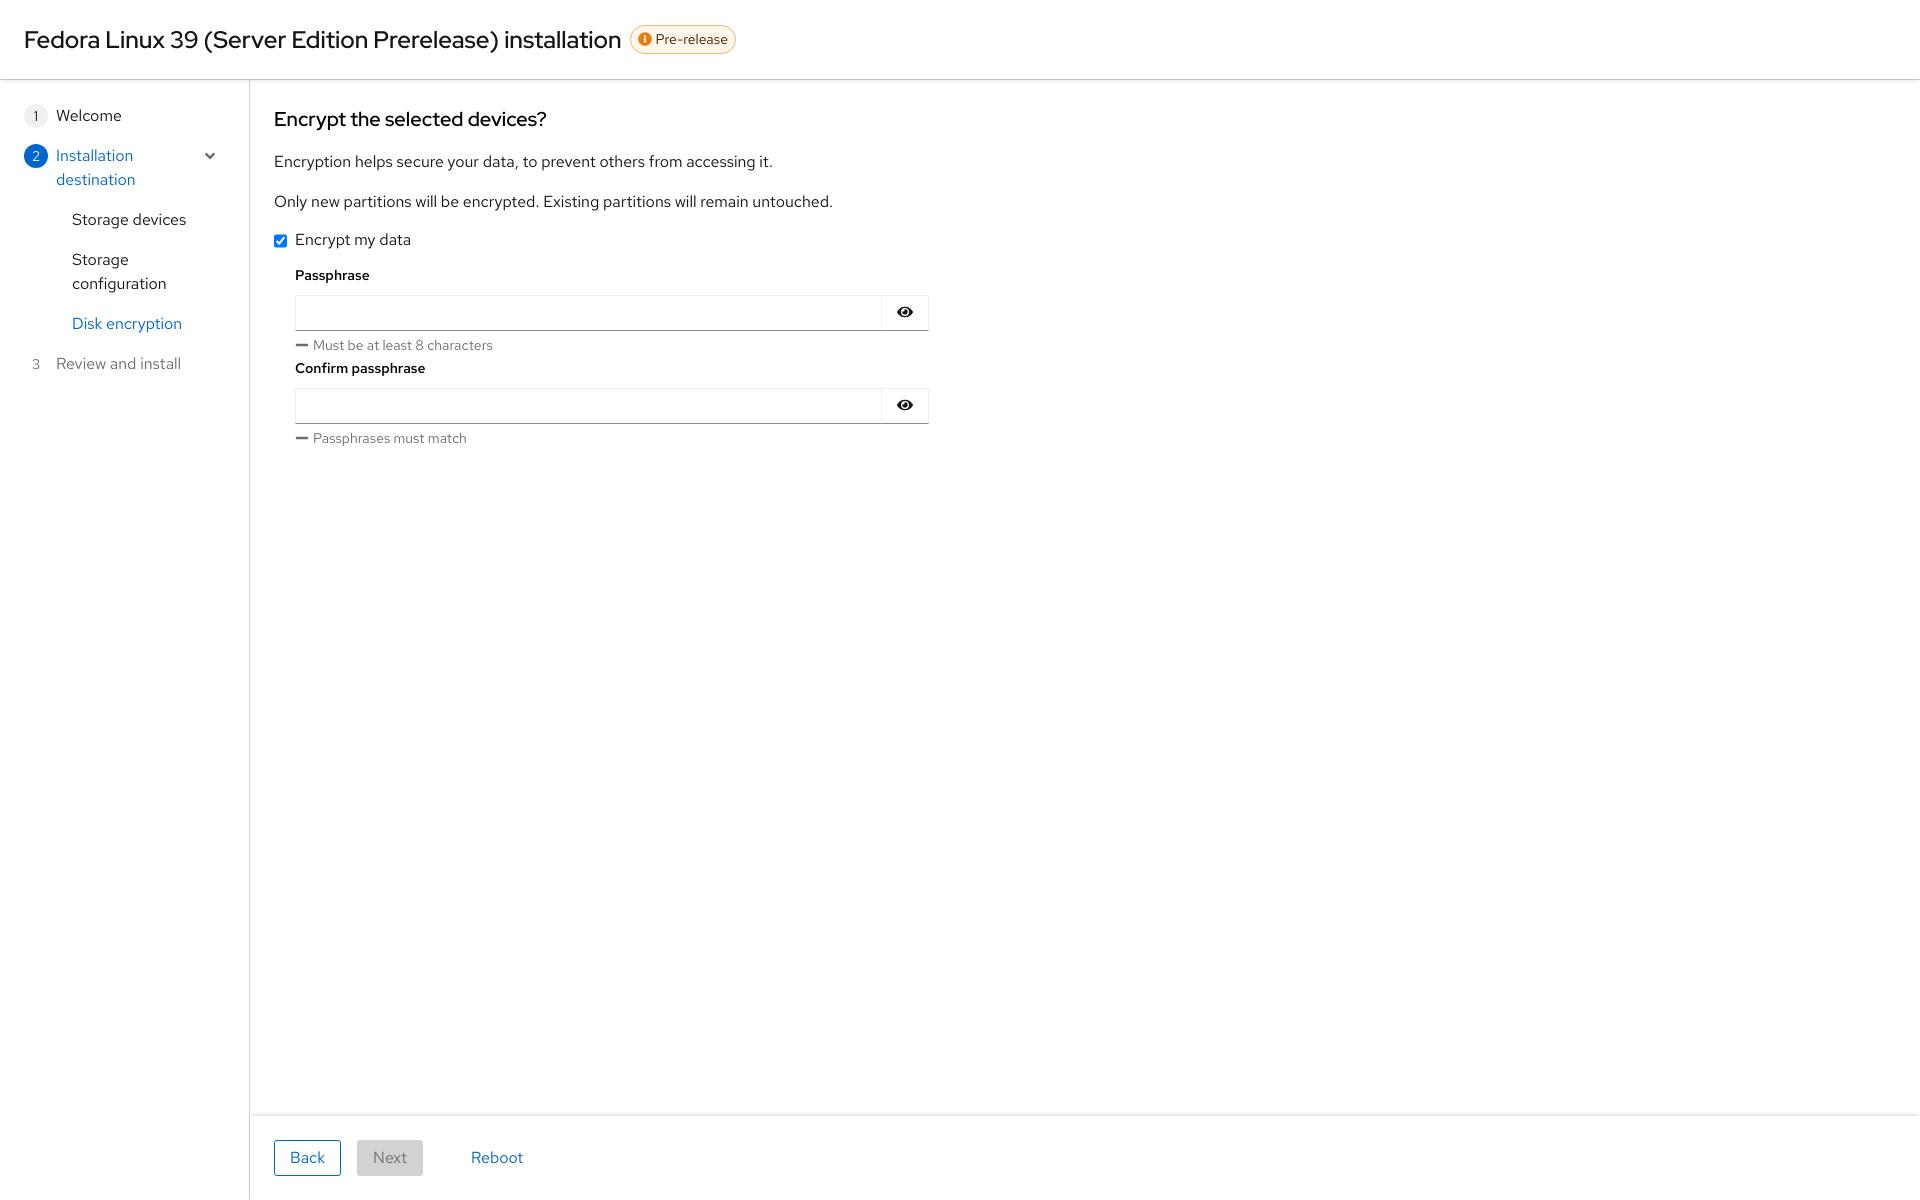 Fedora Linux 39 (Server Edition Prerelease) installation
Pre-release
1 Welcome
2 Installation
destination
Storage devices
Storage
configuration
Disk encryption
3 Review and install
Encrypt the selected devices?
Encryption helps secure your data, to prevent others from accessing it.
Only new partitions will be encrypted. Existing partitions will remain untouched.
Encrypt my data
Passphrase
Must be at least 8 characters
Confirm passphrase
Passphrases must match
Back
Next
Reboot